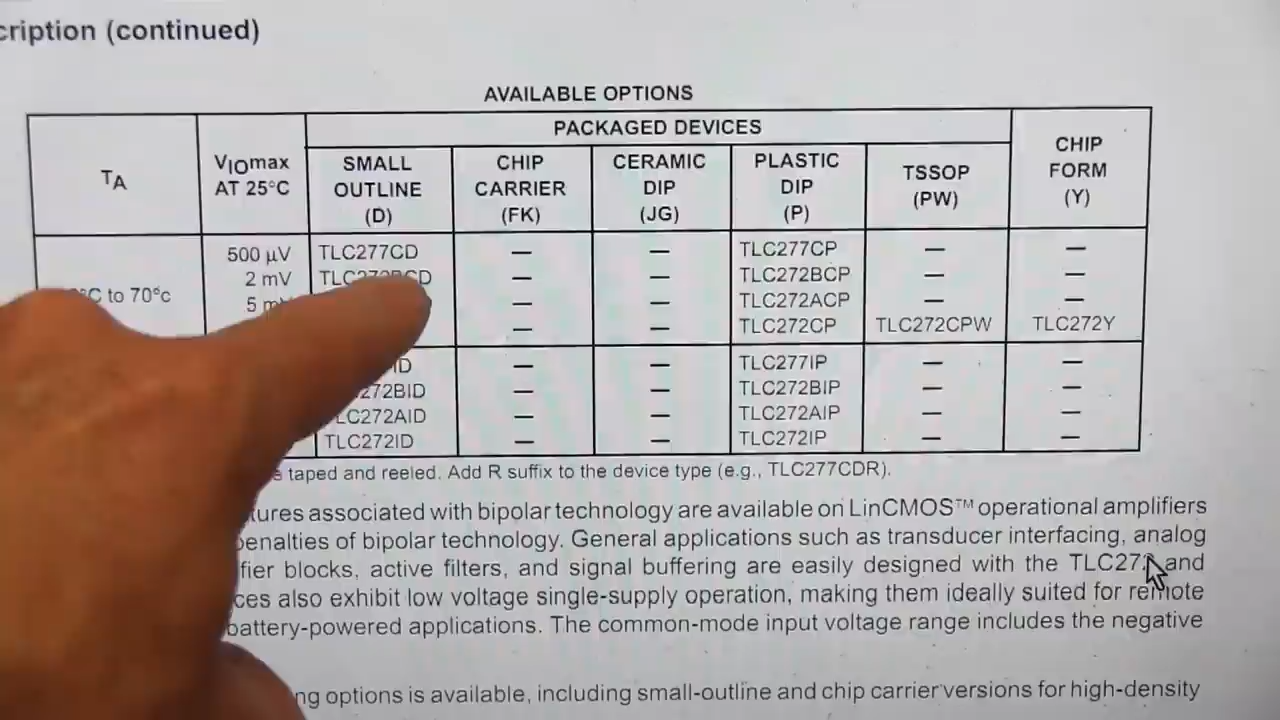 cription (continued)
AVAILABLE OPTIONS
PACKAGED DEVICES
TA
VIOmax
AT 25°C
SMALL
OUTLINE
(D)
CHIP
CARRIER
(FK)
CERAMIC
DIP
(JG)
PLASTIC
DIP
(P)
TSSOP
(PW)
CHIP
FORM
(Y)
500 µV TLC277CD — — TLC277CP — —
2 mV TLC272BCD — — TLC272BCP — —
°C to 70°c
5 — — TLC272ACP — —
— — TLC272CP TLC272CPW TLC272Y
ID — — TLC277IP — —
272BID — — TLC272BIP — —
LC272AID — — TLC272AIP — —
TLC272ID — — TLC272IP — —
taped and reeled. Add R suffix to the device type (e.g., TLC277CDR).
tures associated with bipolar technology are available on LinCMOS™ operational amplifiers
penalties of bipolar technology. General applications such as transducer interfacing, analog
fier blocks, active filters, and signal buffering are easily designed with the TLC272 and
ces also exhibit low voltage single-supply operation, making them ideally suited for remote
battery-powered applications. The common-mode input voltage range includes the negative
ng options is available, including small-outline and chip carrier versions for high-density